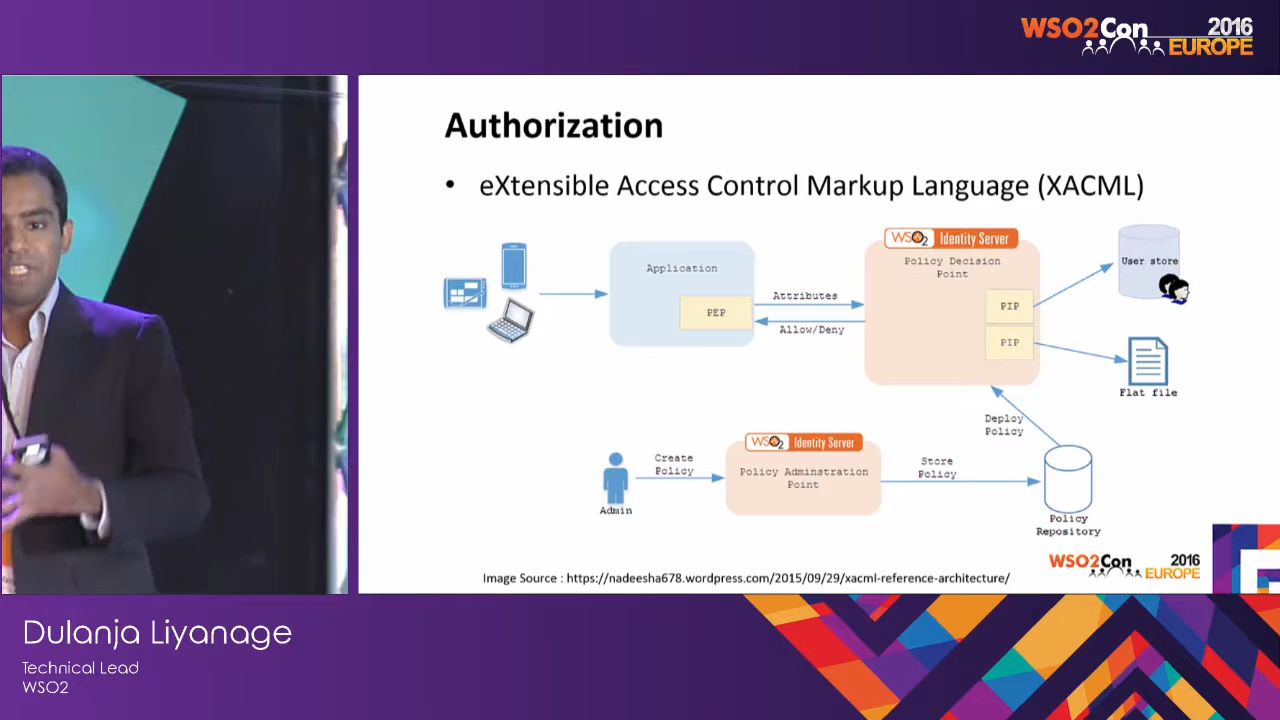 WSO2Con 2016
EUROPE
Authorization
• eXtensible Access Control Markup Language (XACML)
WSO2 Identity Server
Policy Decision
Point
User store
Application
PEP
Attributes
Allow/Deny
PIP
PIP
Flat file
Deploy
Policy
WSO2 Identity Server
Create
Policy
Policy Adminstration
Point
Store
Policy
Admin
Policy
Repository
WSO2Con 2016
EUROPE
Image Source : https://nadeesha678.wordpress.com/2015/09/29/xacml-reference-architecture/
Dulanja Liyanage
Technical Lead
WSO2